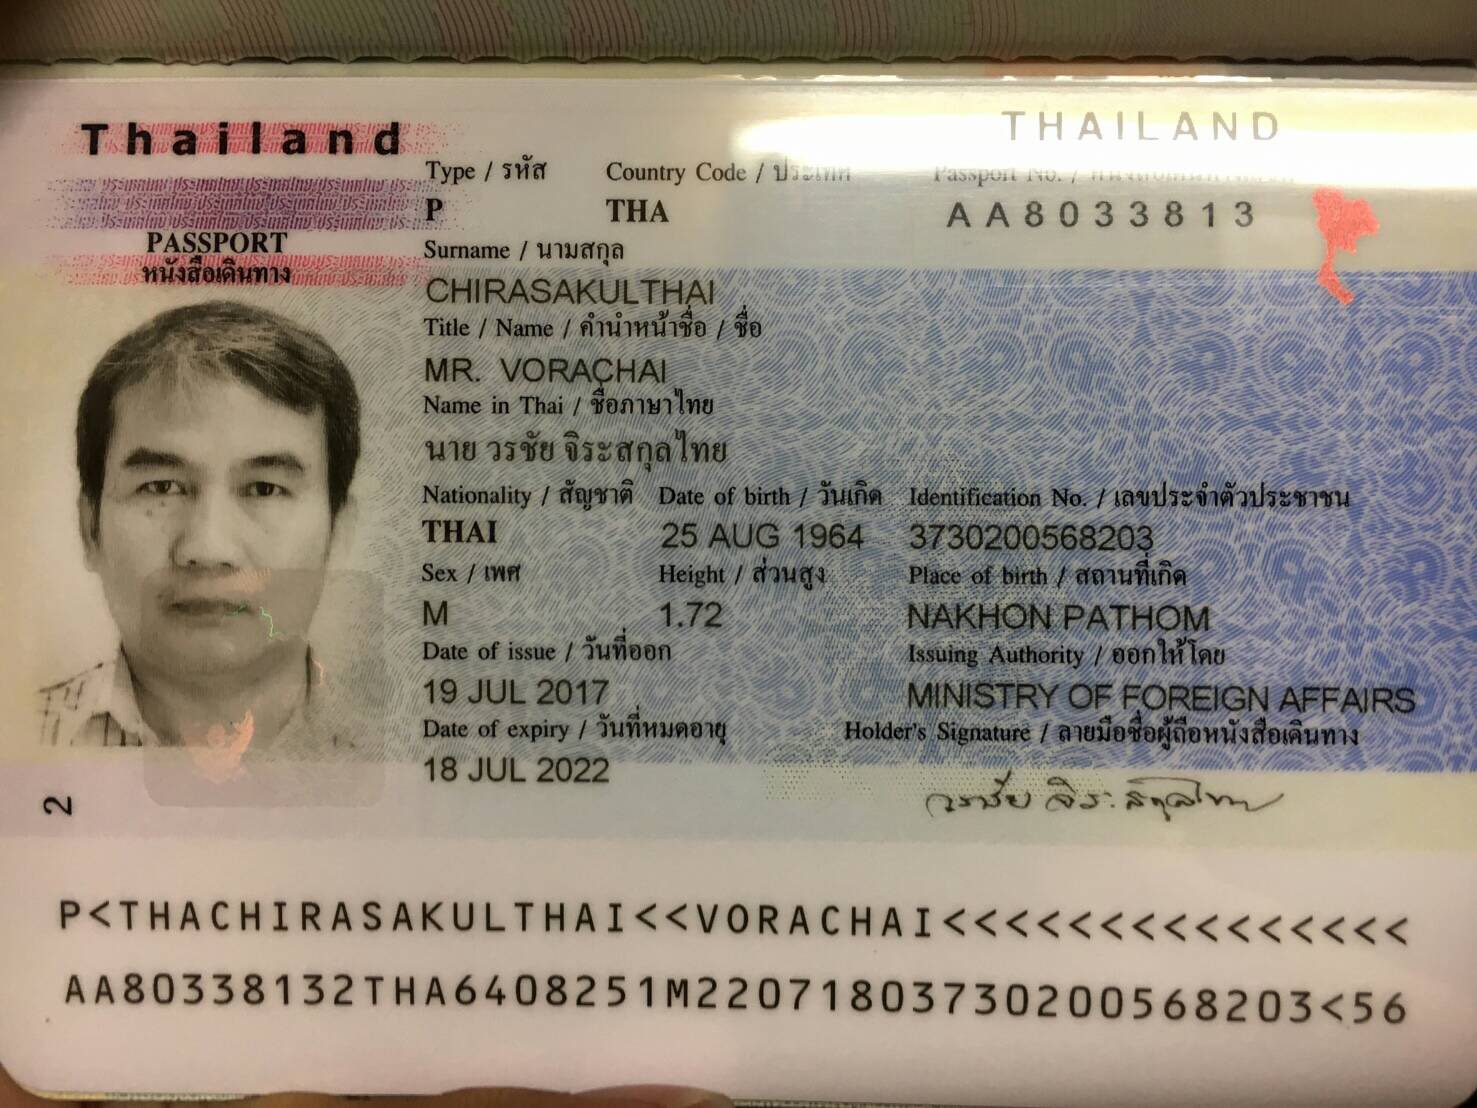 Thailand
THAILAND
Type / รหัส Country Code / ประเทศ Passport No. /
P THA AA8033813
PASSPORT
หนังสือเดินทาง
Surname / นามสกุล
CHIRASAKULTHAI
Title / Name / คำนำหน้าชื่อ / ชื่อ
MR. VORACHAI
Name in Thai / ชื่อภาษาไทย
นาย วรชัย จิระสกุลไทย
Nationality / สัญชาติ Date of birth / วันเกิด Identification No. / เลขประจำตัวประชาชน
THAI 25 AUG 1964 3730200568203
Sex / เพศ Height / ส่วนสูง Place of birth / สถานที่เกิด
M 1.72 NAKHON PATHOM
Date of issue / วันที่ออก Issuing Authority / ออกให้โดย
19 JUL 2017 MINISTRY OF FOREIGN AFFAIRS
Date of expiry / วันที่หมดอายุ Holder's Signature / ลายมือชื่อผู้ถือหนังสือเดินทาง
18 JUL 2022
วรชัย จิระสกุลไทย
2
P<THACHIRASAKULTHAI<<VORACHAI<<<<<<<<<<<<<<<
AA80338132THA6408251M22071803730200568203<56